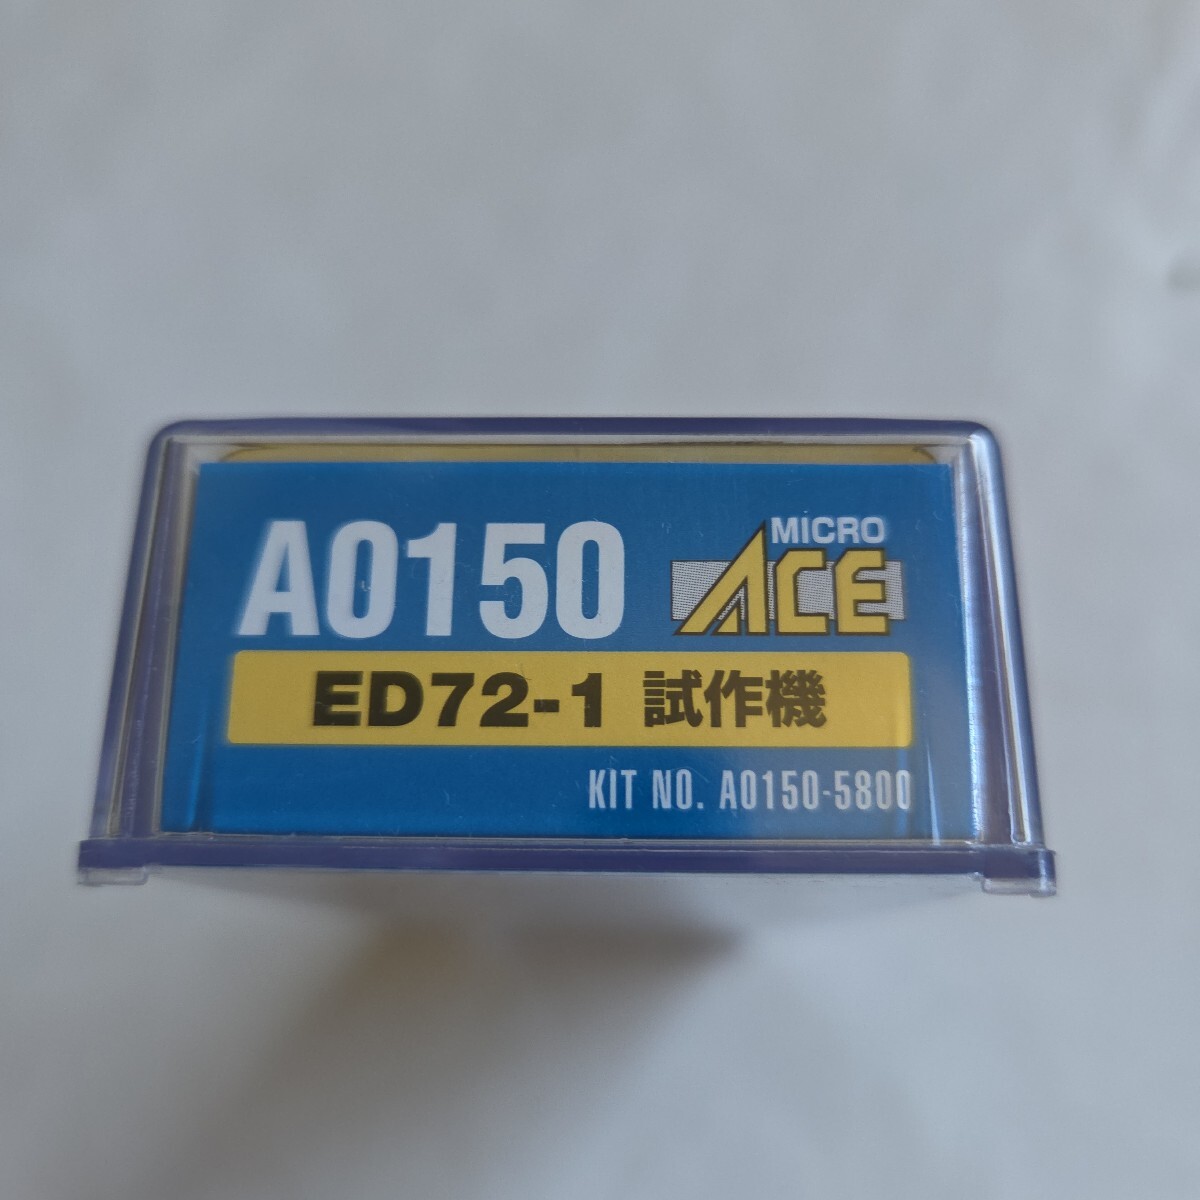 A0150
MICRO
ACE
ED72-1 試作機
KIT NO. A0150-5800